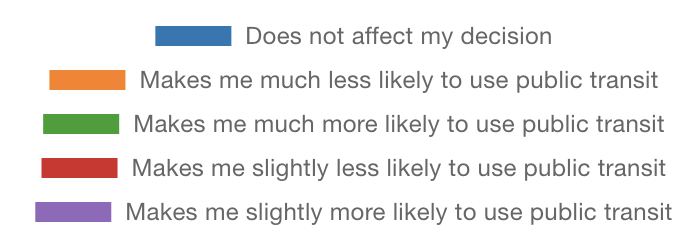 Does not affect my decision
Makes me much less likely to use public transit
Makes me much more likely to use public transit
Makes me slightly less likely to use public transit
Makes me slightly more likely to use public transit